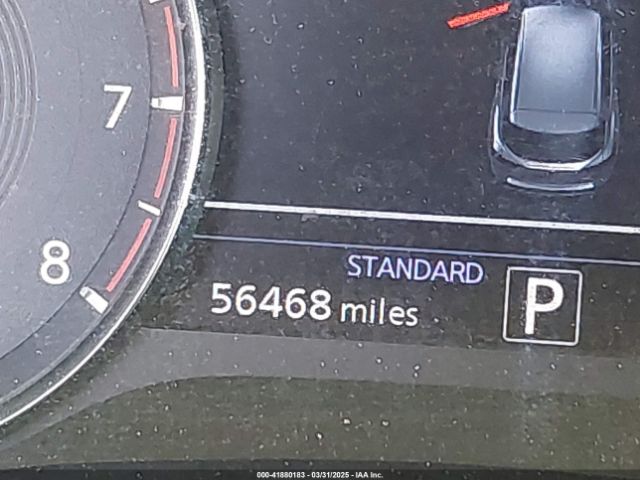 7
8
STANDARD
56468 miles
P
000-41880183 - 03/31/2025 - IAA Inc.